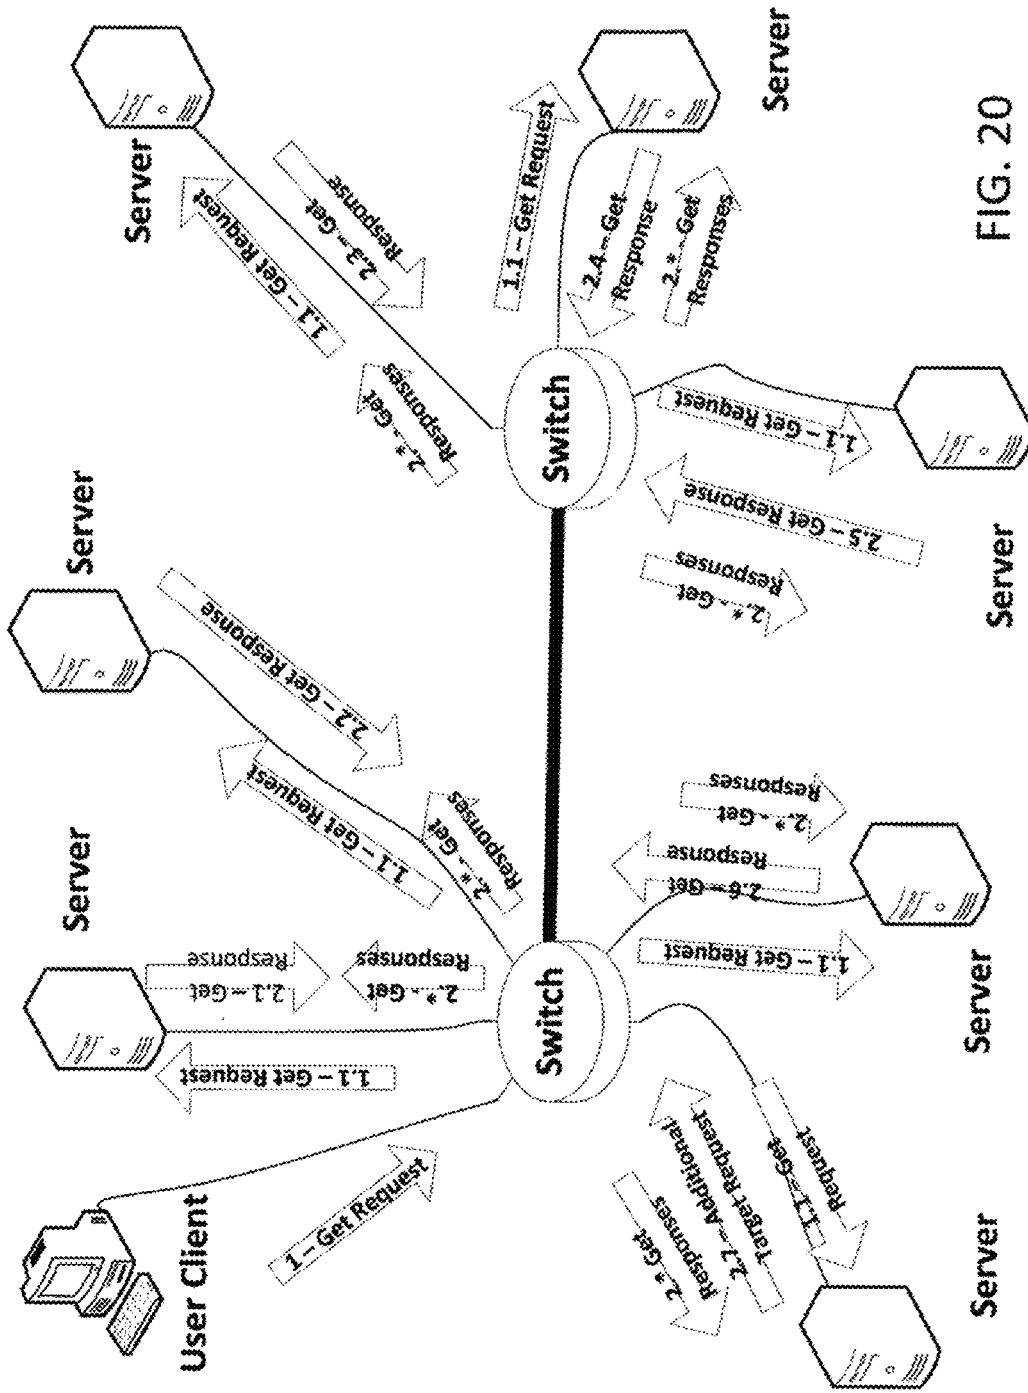 User Client
1 – Get Request
Server
1.1 – Get Request
2.1 – Get
Response
2.* - Get
Responses
Server
1.1 – Get Request
2.2 – Get Response
2.* - Get
Responses
Server
1.1 – Get Request
2.3 – Get
Response
2.* - Get
Responses
Switch
Switch
1.1 – Get Request
2.4 – Get
Response
2.* - Get
Responses
Server
2.* Get
Responses
2.7 – Additional
Target Request
1.1 – Get
Request
Server
1.1 – Get Request
2.6 – Get
Response
2.* - Get
Responses
Server
2.* - Get
Responses
2.5 – Get Response
1.1 – Get Request
Server
FIG. 20